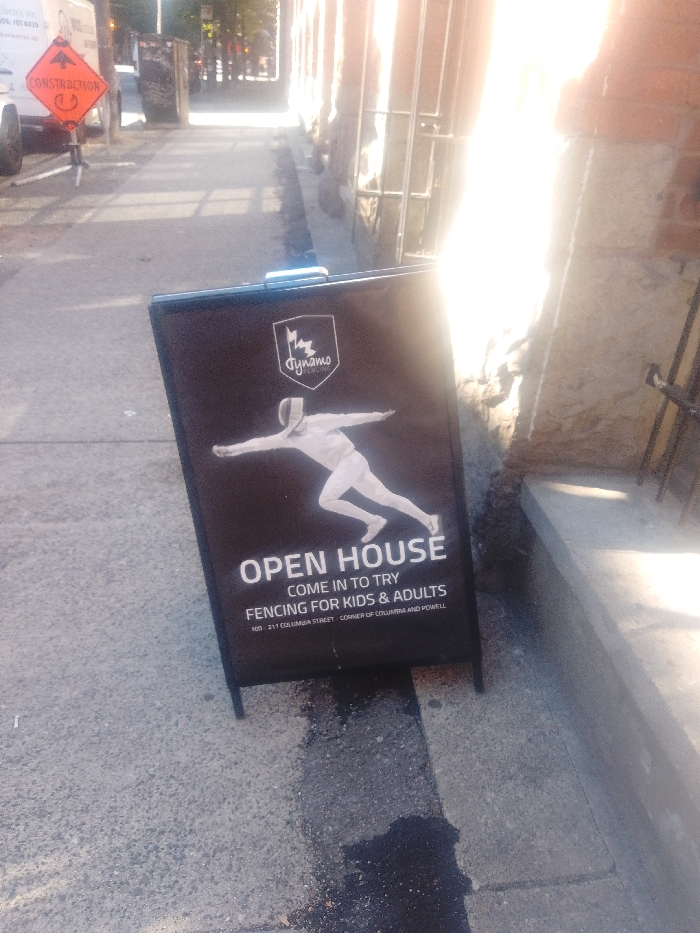 CONSTRUCTION
dynamo
FENCING
OPEN HOUSE
COME IN TO TRY
FENCING FOR KIDS & ADULTS
100 - 211 COLUMBIA STREET - CORNER OF COLUMBIA AND POWELL